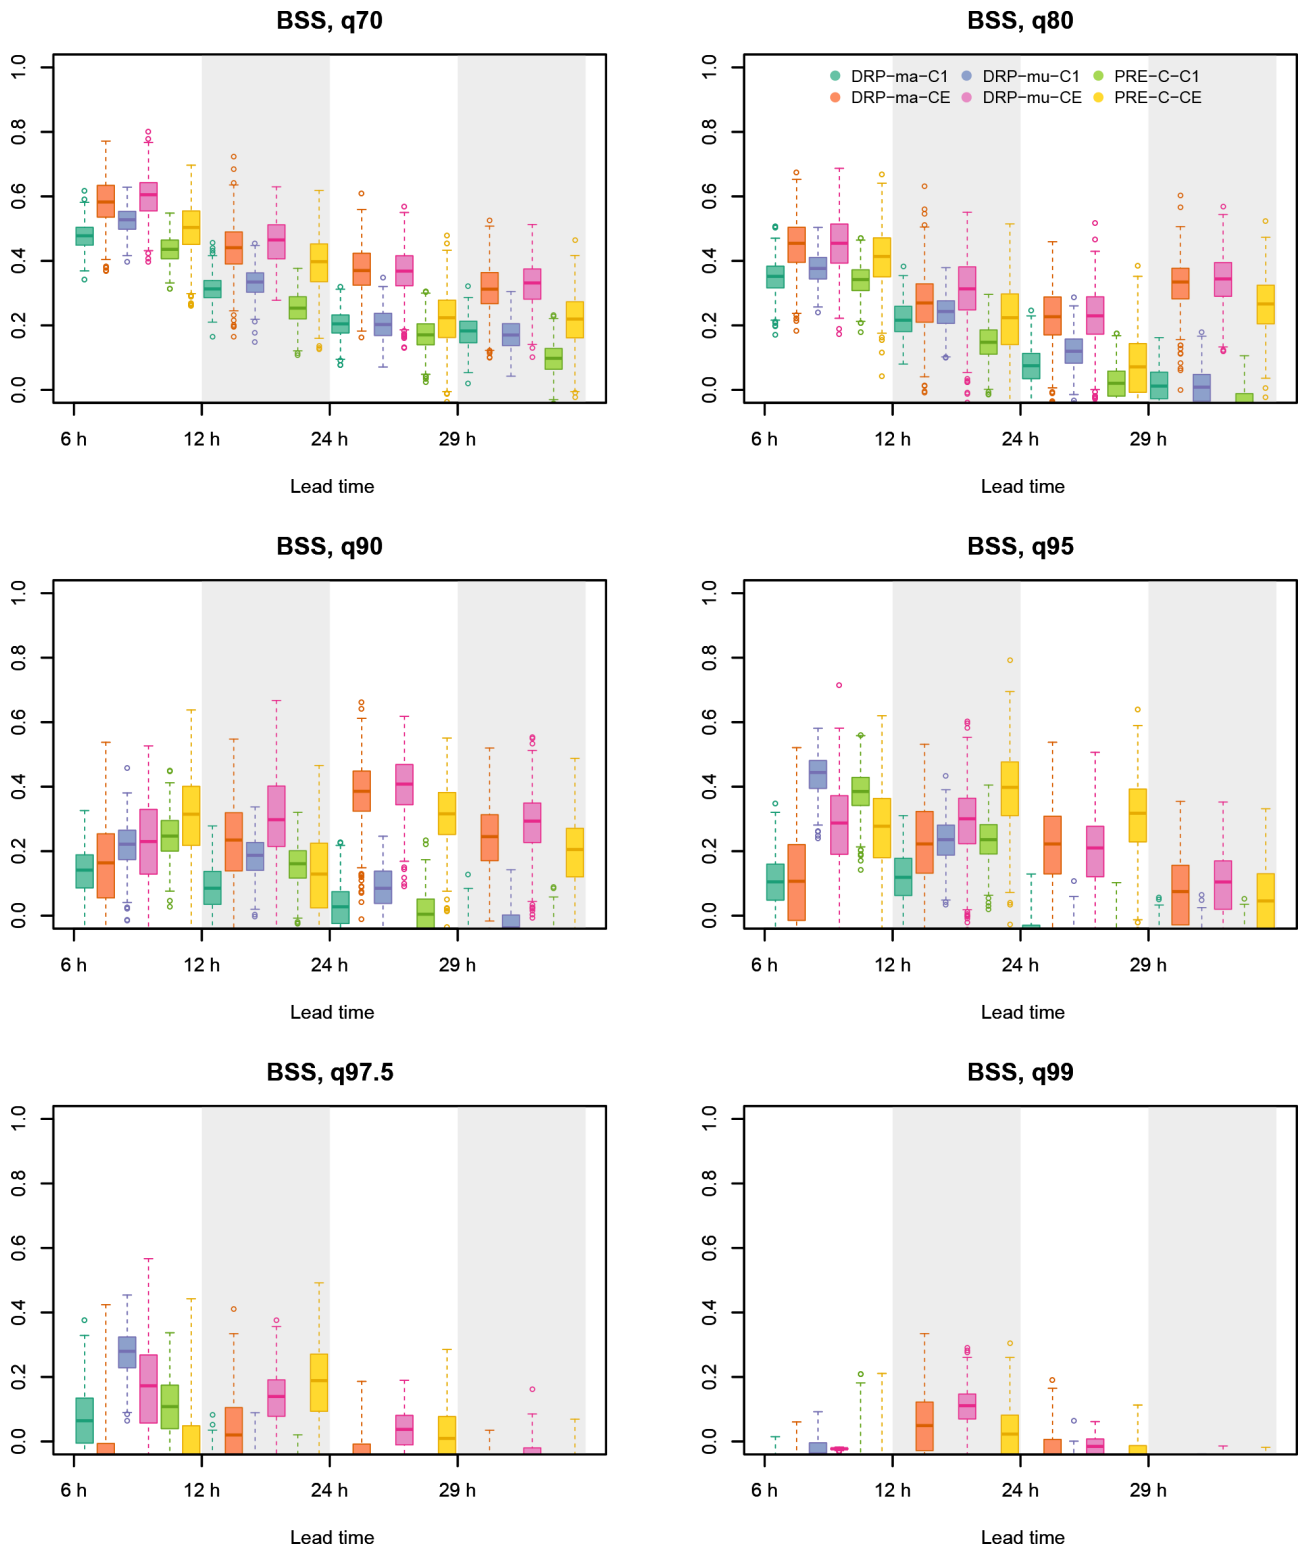 BSS, q70
1.0
0.8
0.6
0.4
0.2
0.0
6 h 12 h 24 h 29 h
Lead time
BSS, q80
DRP−ma−C1 DRP−mu−C1 PRE−C−C1
DRP−ma−CE DRP−mu−CE PRE−C−CE
1.0
0.8
0.6
0.4
0.2
0.0
6 h 12 h 24 h 29 h
Lead time
BSS, q90
1.0
0.8
0.6
0.4
0.2
0.0
6 h 12 h 24 h 29 h
Lead time
BSS, q95
1.0
0.8
0.6
0.4
0.2
0.0
6 h 12 h 24 h 29 h
Lead time
BSS, q97.5
1.0
0.8
0.6
0.4
0.2
0.0
6 h 12 h 24 h 29 h
Lead time
BSS, q99
1.0
0.8
0.6
0.4
0.2
0.0
6 h 12 h 24 h 29 h
Lead time